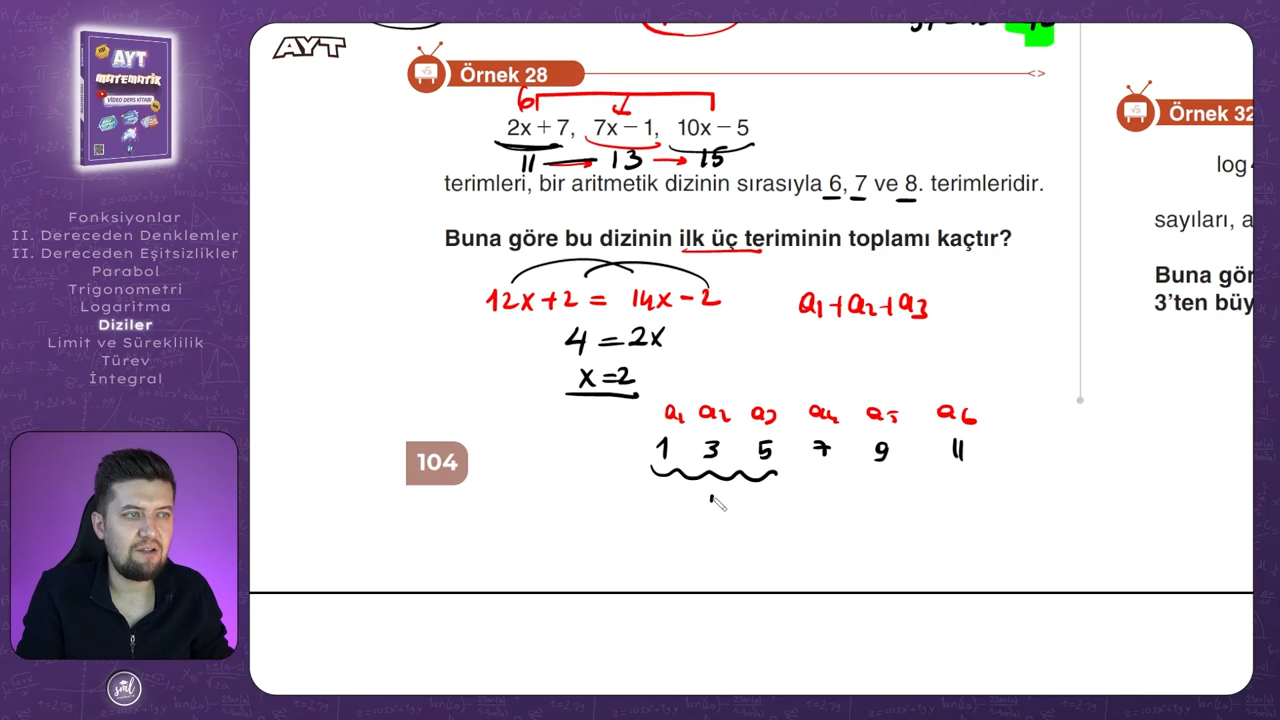 AYT
MATEMATİK
VİDEO DERS KİTABI
Fonksiyonlar
II. Dereceden Denklemler
II. Dereceden Eşitsizlikler
Parabol
Trigonometri
Logaritma
Diziler
Limit ve Süreklilik
Türev
İntegral
sml
AYT
Örnek 28
6
2x + 7, 7x – 1, 10x – 5
11 13 15
terimleri, bir aritmetik dizinin sırasıyla 6, 7 ve 8. terimleridir.
Buna göre bu dizinin ilk üç teriminin toplamı kaçtır?
12x+2 = 14x-2
a1+a2+a3
4 = 2x
x=2
a1 a2 a3 a4 a5 a6
1 3 5 7 9 11
104
Örnek 32
log
sayıları, a
Buna gör
3'ten büy